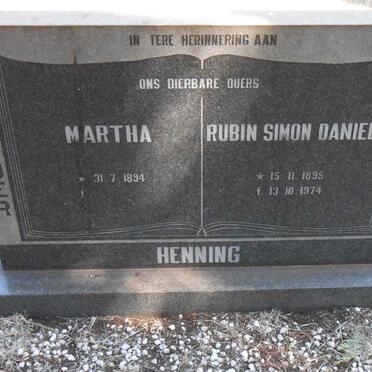 IN TERE HERINNERING AAN
ONS DIERBARE OUERS
MARTHA
★ 31 7 1894
RUBIN SIMON DANIEL
★ 15 11 1895
† 13 10 1974
HENNING